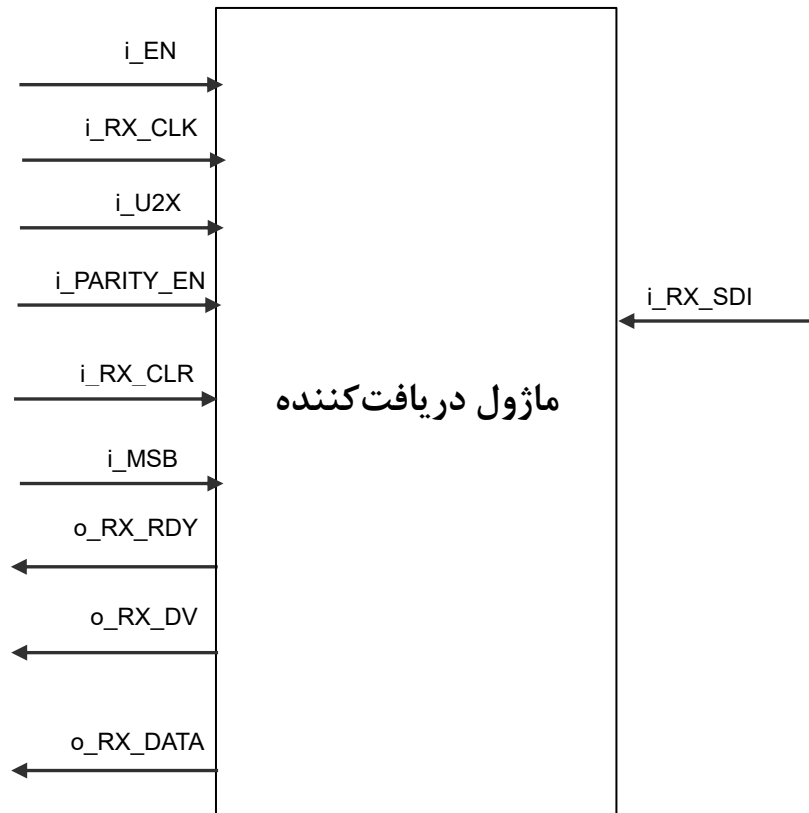 i_EN
i_RX_CLK
i_U2X
i_PARITY_EN
i_RX_SDI
i_RX_CLR
ماژول دریافت‌کننده
i_MSB
o_RX_RDY
o_RX_DV
o_RX_DATA